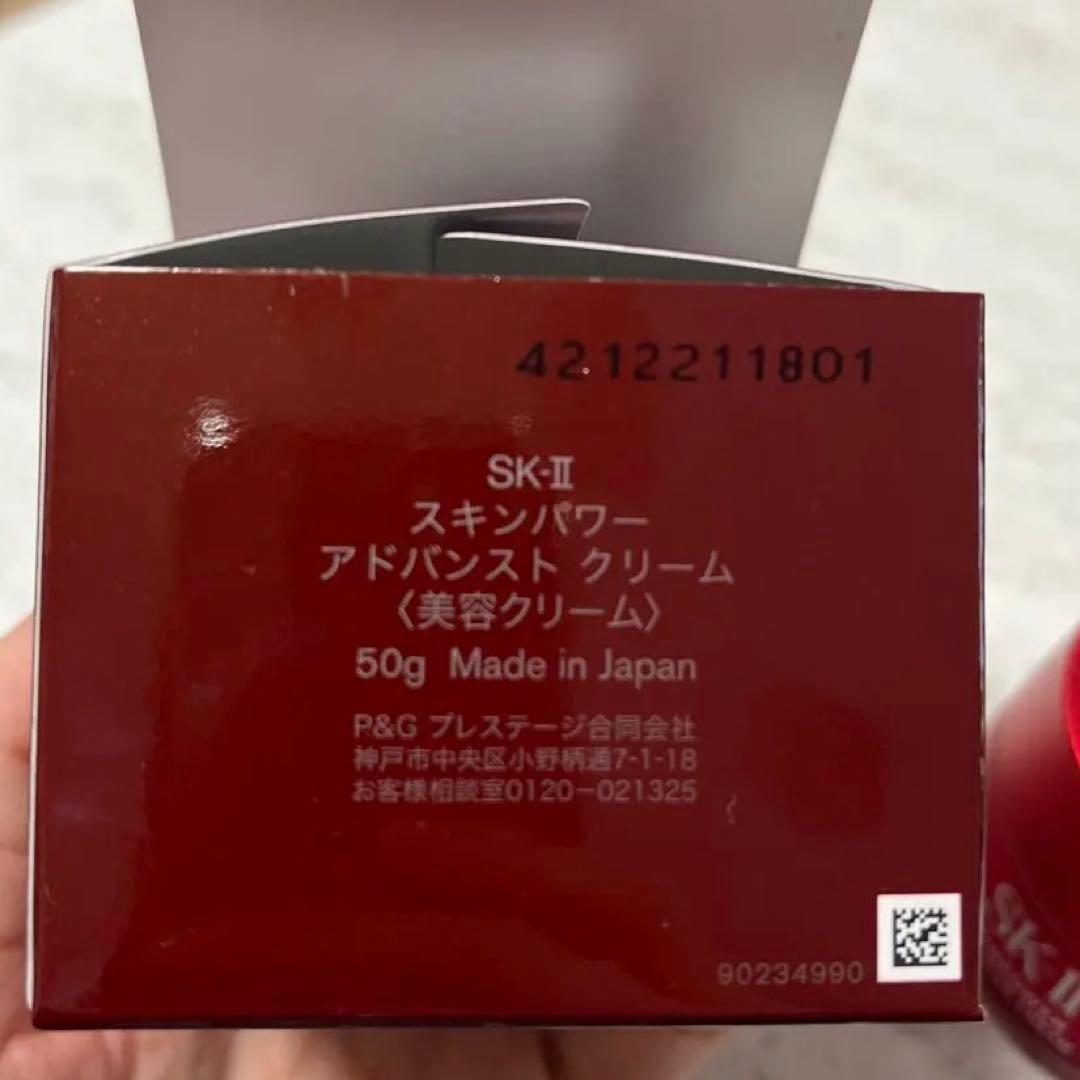 4212211801
SK-II
スキンパワー
アドバンスト クリーム
〈美容クリーム〉
50g Made in Japan
P&G プレステージ合同会社
神戸市中央区小野柄通7-1-18
お客様相談室0120-021325
90234990
SK-II